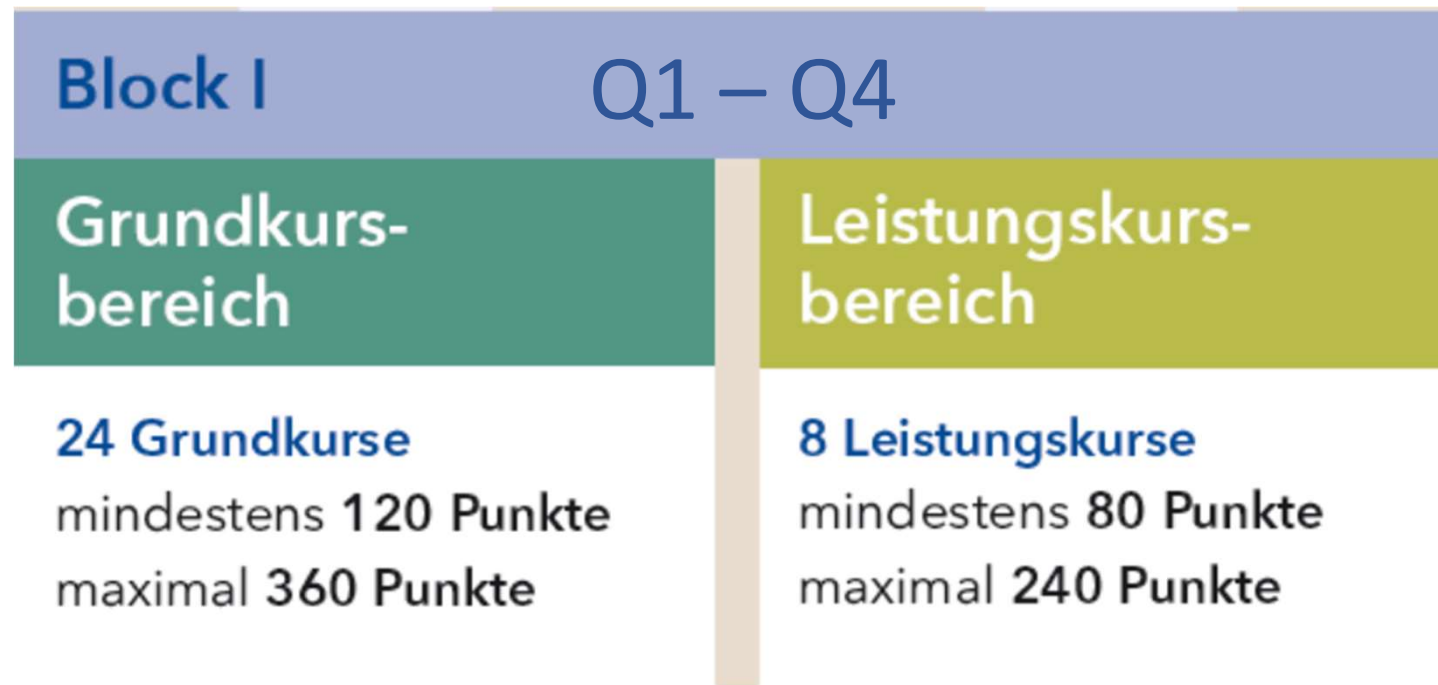 Block I
Q1 – Q4
Grundkurs-
bereich
24 Grundkurse
mindestens 120 Punkte
maximal 360 Punkte
Leistungskurs-
bereich
8 Leistungskurse
mindestens 80 Punkte
maximal 240 Punkte